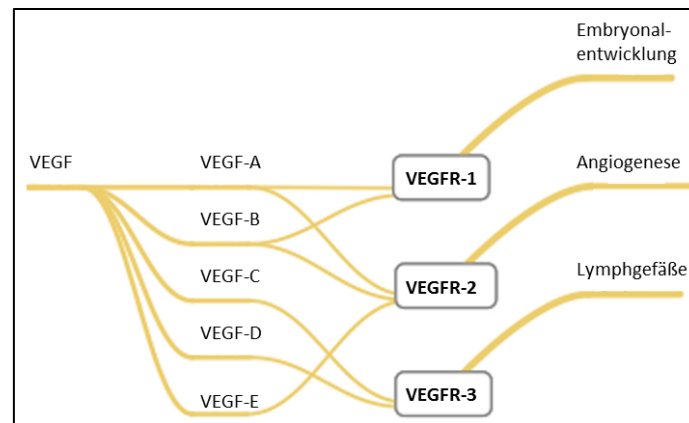 Embryonal-
entwicklung
VEGF
VEGF-A
VEGFR-1
Angiogenese
VEGF-B
VEGF-C
VEGFR-2
Lymphgefäße
VEGF-D
VEGF-E
VEGFR-3